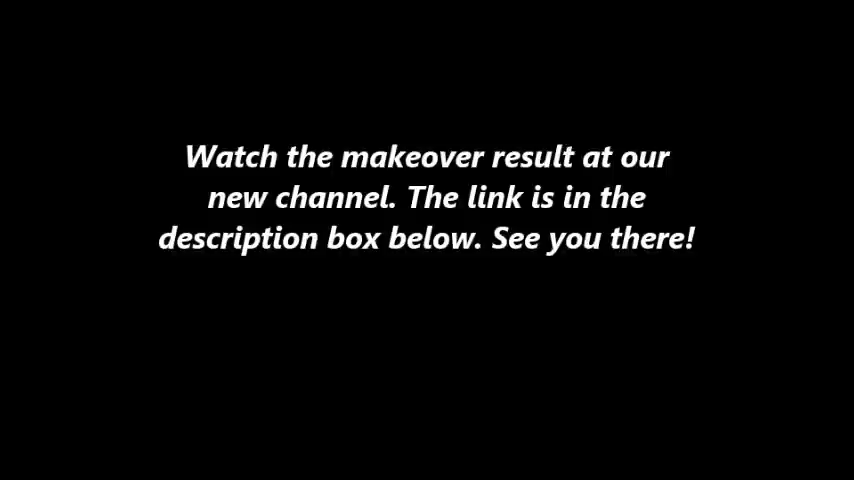 Watch the makeover result at our
new channel. The link is in the
description box below. See you there!